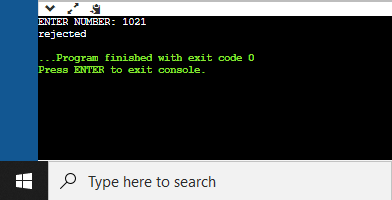 ENTER NUMBER: 1021
rejected
...Program finished with exit code 0
Press ENTER to exit console.
Type here to search